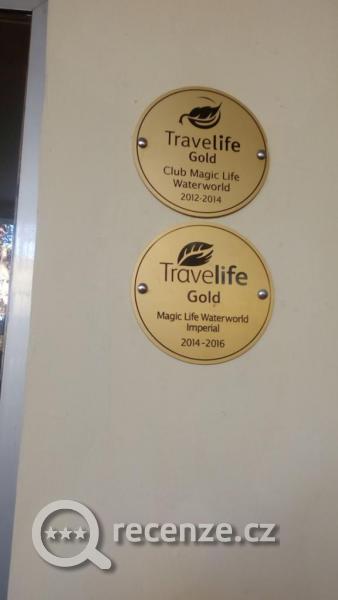 Travelife
Gold
Club Magic Life
Waterworld
2012-2014
Travelife
Gold
Magic Life Waterworld
Imperial
2014-2016
recenze.cz